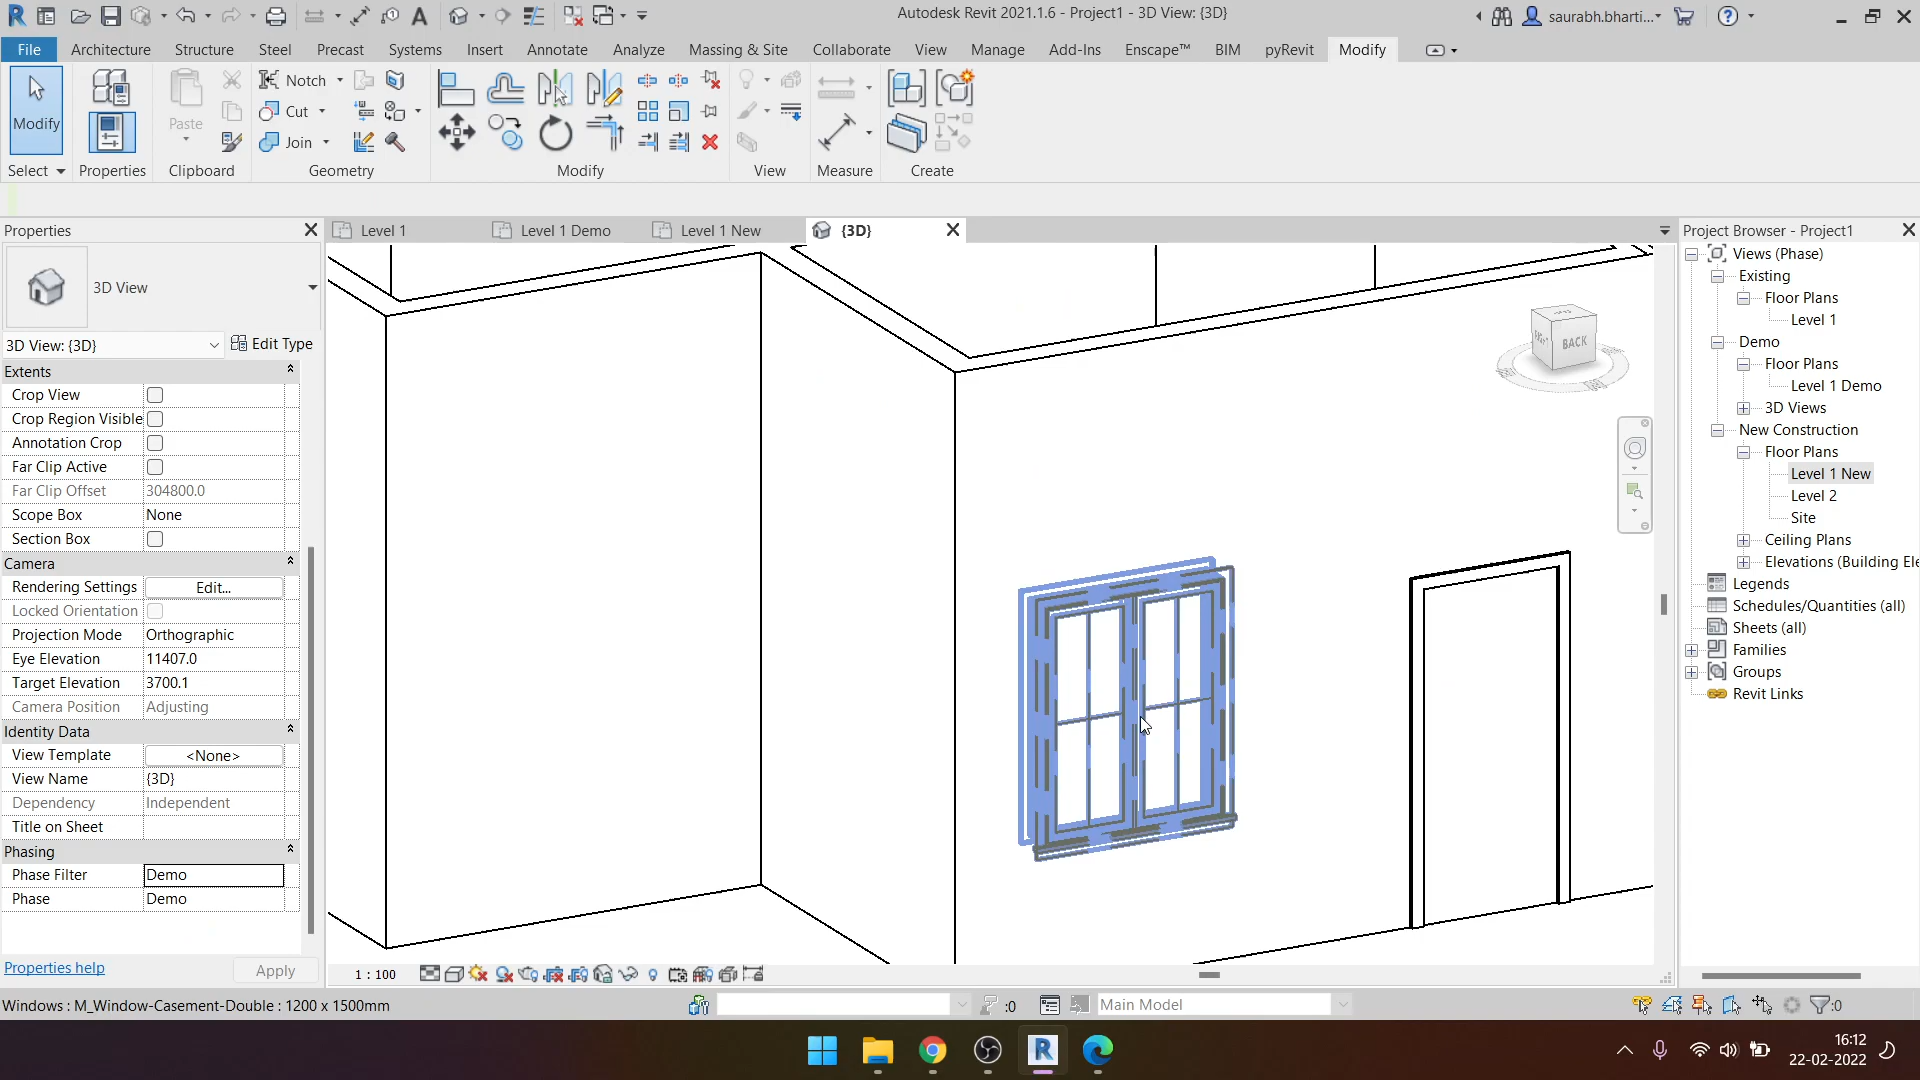 Autodesk Revit 2021.1.6 - Project1 - 3D View: {3D}
saurabh.bharti...
File
Architecture
Structure
Steel
Precast
Systems
Insert
Annotate
Analyze
Massing & Site
Collaborate
View
Manage
Add-Ins
Enscape™
BIM
pyRevit
Modify
Modify
Paste
Notch
Cut
Join
Select
Properties
Clipboard
Geometry
Modify
View
Measure
Create
Properties
Level 1
Level 1 Demo
Level 1 New
{3D}
Project Browser - Project1
3D View
3D View: {3D}
Edit Type
Extents
Crop View
Crop Region Visible
Annotation Crop
Far Clip Active
Far Clip Offset 304800.0
Scope Box None
Section Box
Camera
Rendering Settings Edit...
Locked Orientation
Projection Mode Orthographic
Eye Elevation 11407.0
Target Elevation 3700.1
Camera Position Adjusting
Identity Data
View Template <None>
View Name {3D}
Dependency Independent
Title on Sheet
Phasing
Phase Filter Demo
Phase Demo
Properties help
Apply
BACK
Views (Phase)
Existing
Floor Plans
Level 1
Demo
Floor Plans
Level 1 Demo
3D Views
New Construction
Floor Plans
Level 1 New
Level 2
Site
Ceiling Plans
Elevations (Building Ele
Legends
Schedules/Quantities (all)
Sheets (all)
Families
Groups
Revit Links
1 : 100
Windows : M_Window-Casement-Double : 1200 x 1500mm
:0
Main Model
:0
16:12
22-02-2022